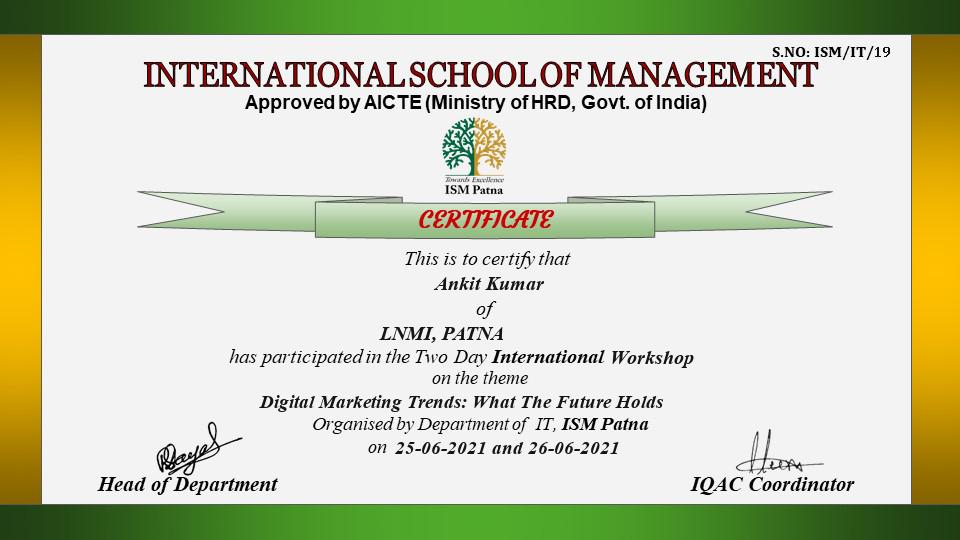 S.NO: ISM/IT/19
INTERNATIONAL SCHOOL OF MANAGEMENT
Approved by AICTE (Ministry of HRD, Govt. of India)
Towards Excellence
ISM Patna
CERTIFICATE
This is to certify that
Ankit Kumar
of
LNMI, PATNA
has participated in the Two Day International Workshop
on the theme
Digital Marketing Trends: What The Future Holds
Organised by Department of IT, ISM Patna
on 25-06-2021 and 26-06-2021
Head of Department
IQAC Coordinator